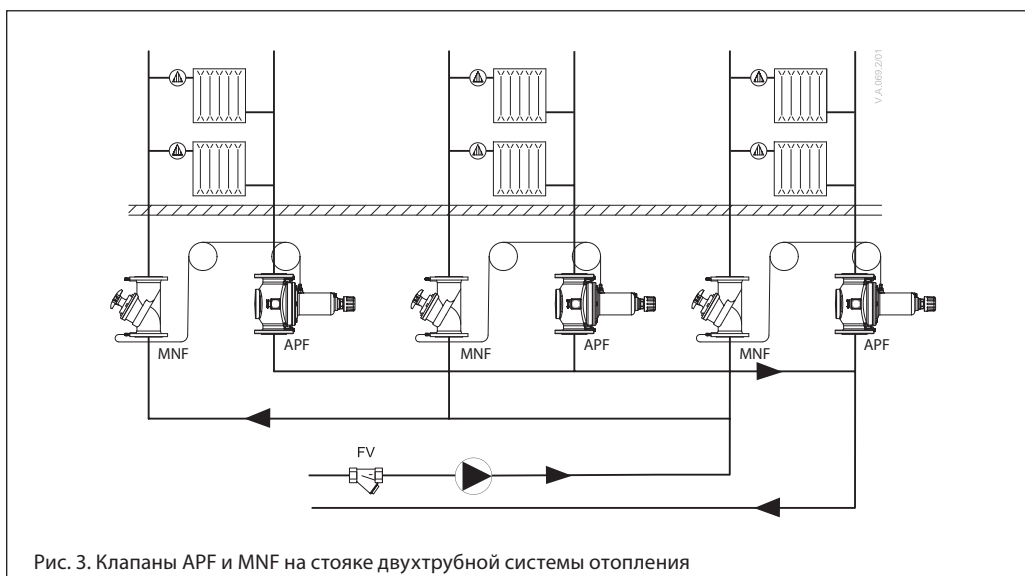 V.A.069.2/01
MNF
APF
MNF
APF
MNF
APF
FV
Рис. 3. Клапаны APF и MNF на стояке двухтрубной системы отопления